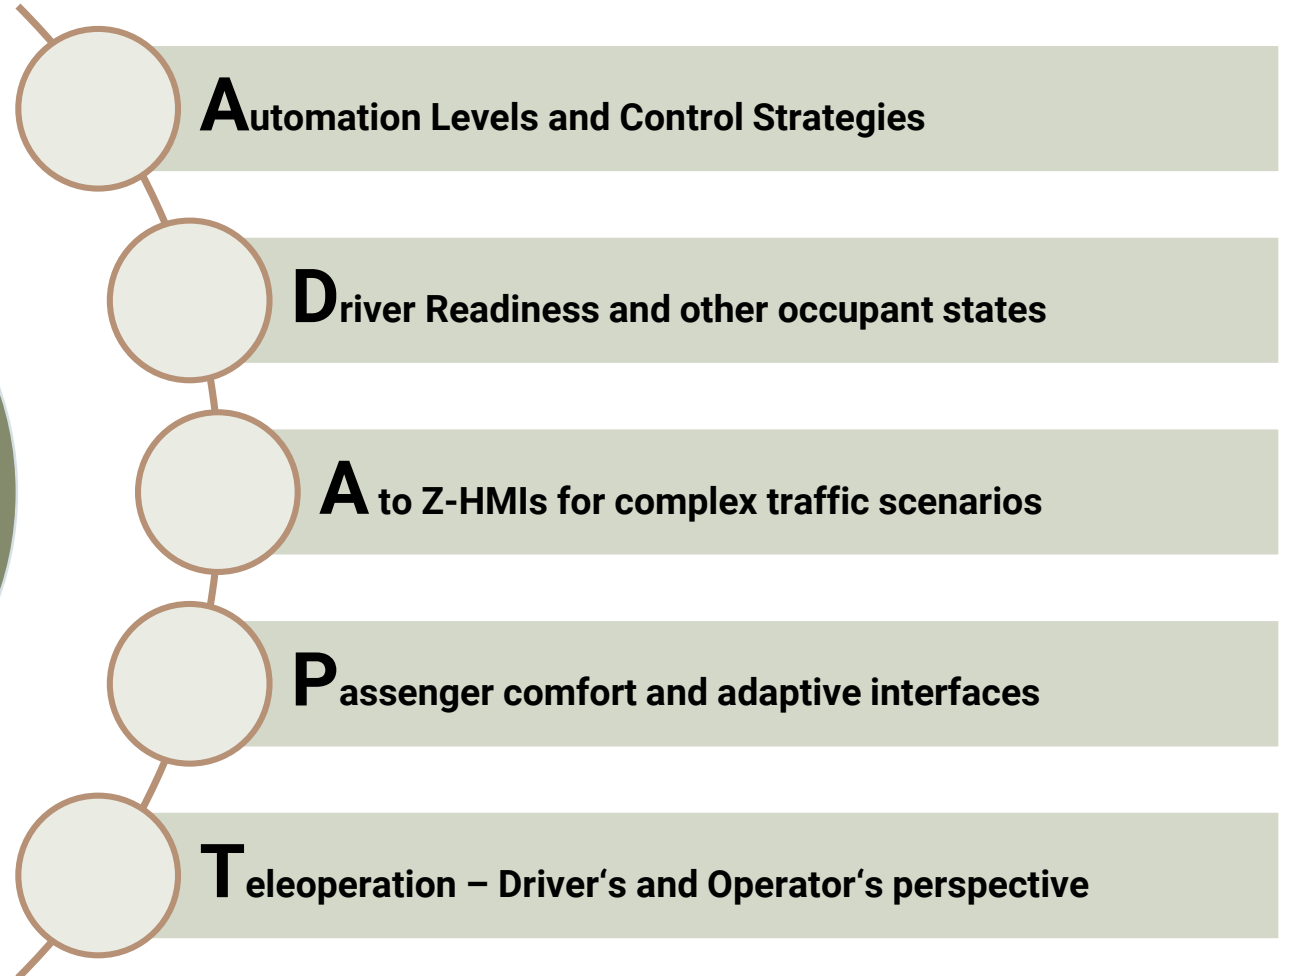 Automation Levels and Control Strategies
Driver Readiness and other occupant states
A to Z-HMIs for complex traffic scenarios
Passenger comfort and adaptive interfaces
Teleoperation – Driver‘s and Operator‘s perspective